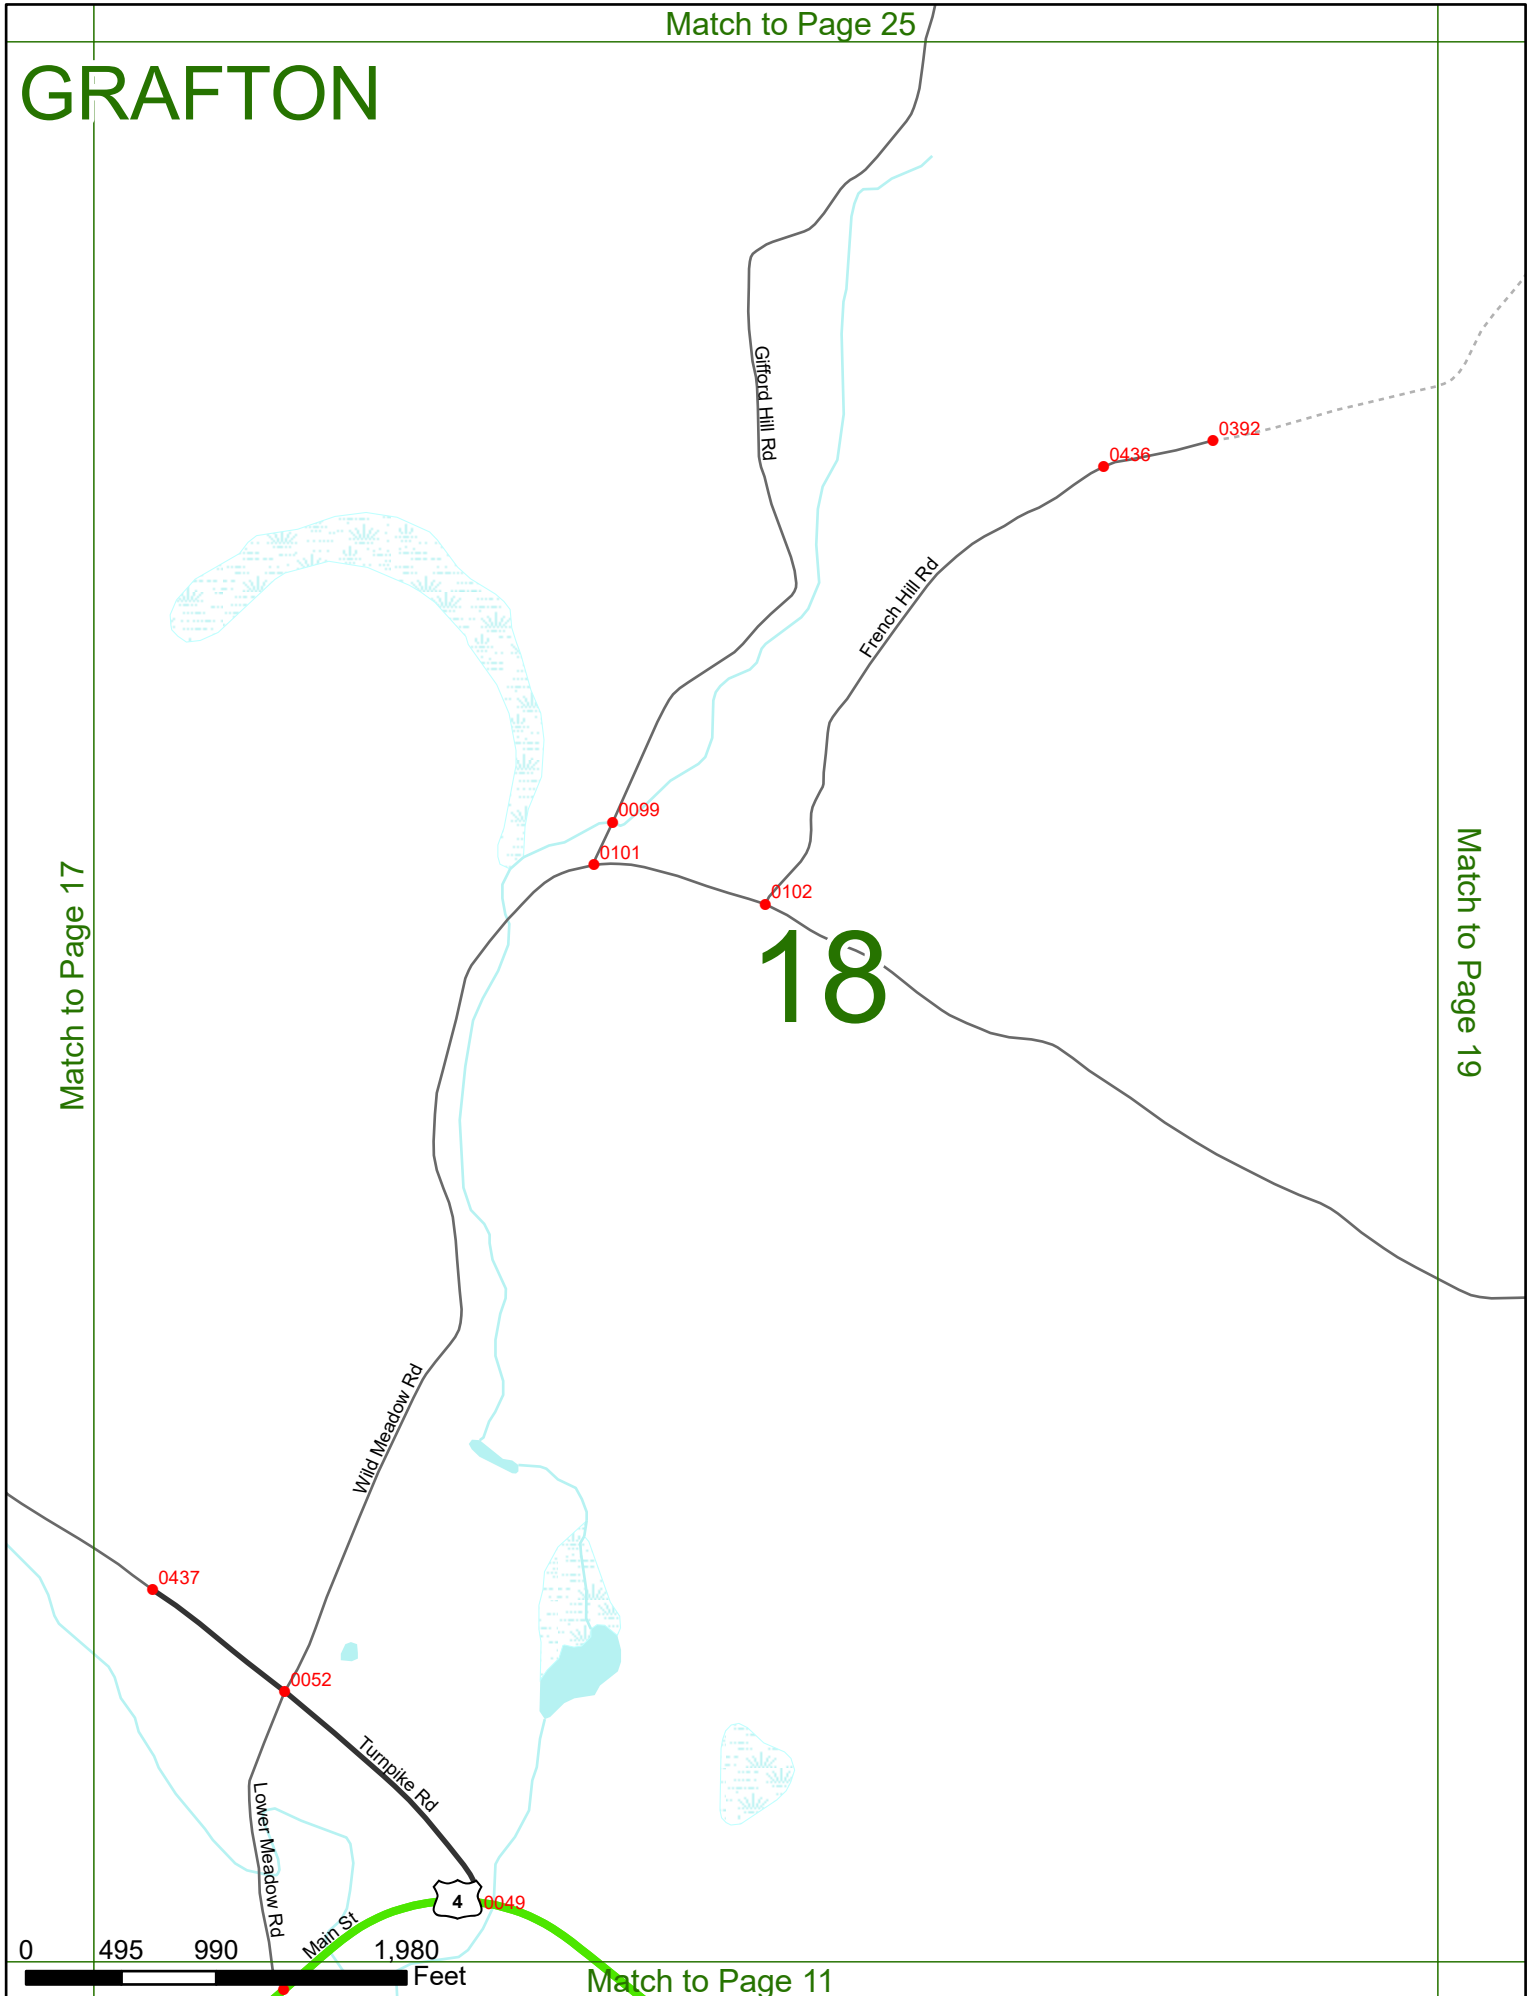 Match to Page 25
GRAFTON
Gifford Hill Rd
0392
0436
French Hill Rd
0099
0101
0102
18
Match to Page 17
Match to Page 19
Wild Meadow Rd
0437
0052
Turnpike Rd
Lower Meadow Rd
4
0049
Main St
0 495 990 1,980
Feet
Match to Page 11